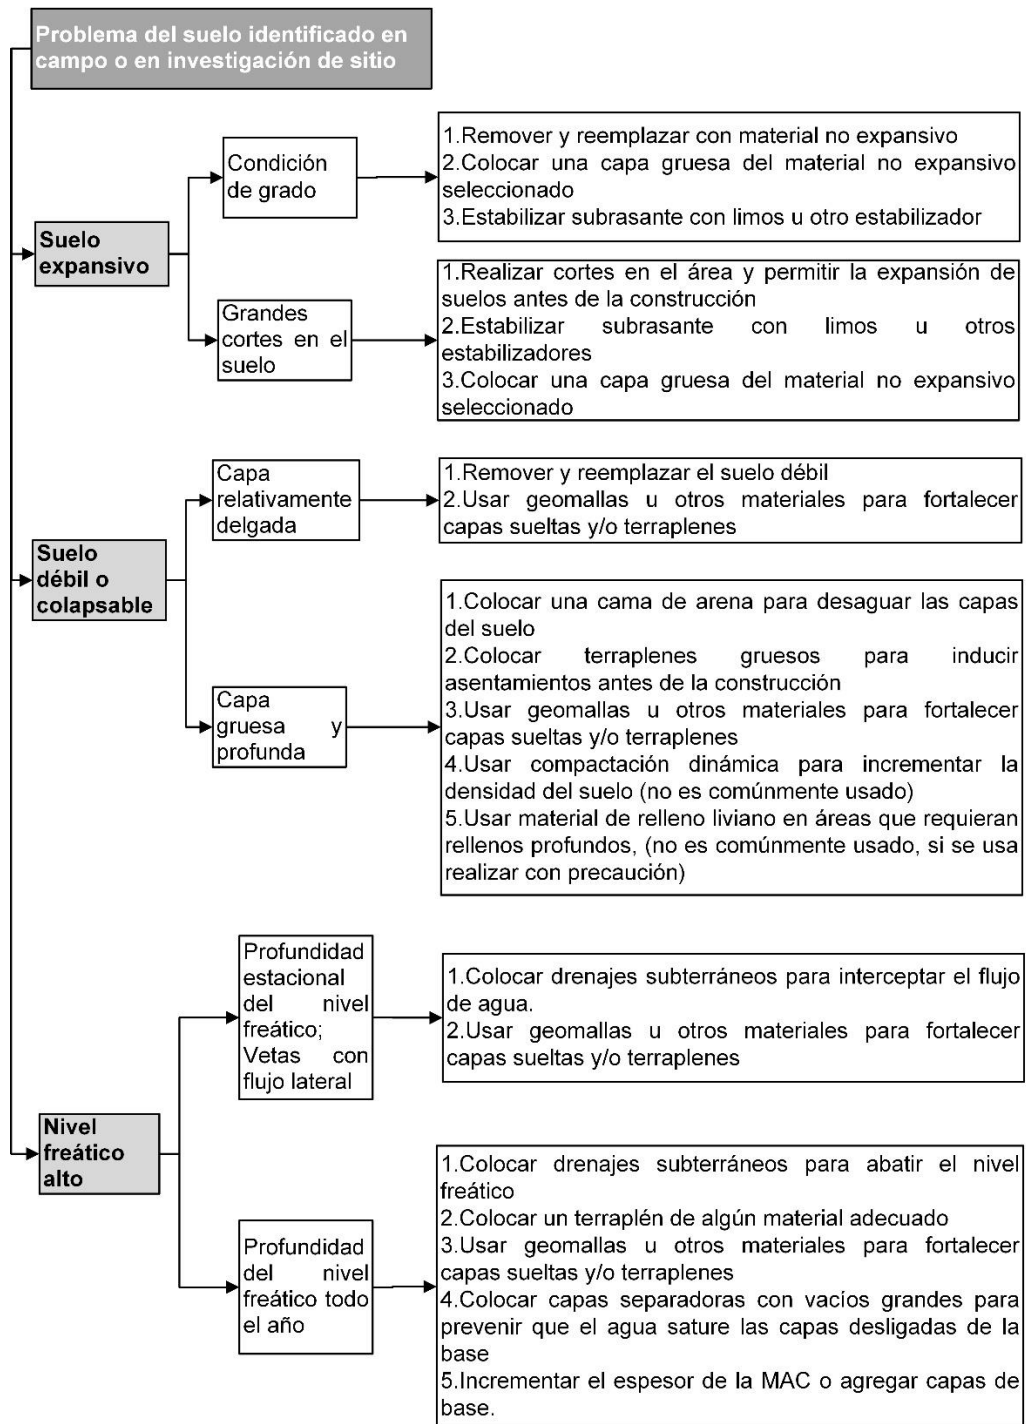 Problema del suelo identificado en
campo o en investigación de sitio
Suelo
expansivo
Condición
de grado
1.Remover y reemplazar con material no expansivo
2.Colocar una capa gruesa del material no expansivo
seleccionado
3.Estabilizar subrasante con limos u otro estabilizador
Grandes
cortes en el
suelo
1.Realizar cortes en el área y permitir la expansión de
suelos antes de la construcción
2.Estabilizar subrasante con limos u otros
estabilizadores
3.Colocar una capa gruesa del material no expansivo
seleccionado
Suelo
débil o
colapsable
Capa
relativamente
delgada
1.Remover y reemplazar el suelo débil
2.Usar geomallas u otros materiales para fortalecer
capas sueltas y/o terraplenes
Capa
gruesa y
profunda
1.Colocar una cama de arena para desaguar las capas
del suelo
2.Colocar terraplenes gruesos para inducir
asentamientos antes de la construcción
3.Usar geomallas u otros materiales para fortalecer
capas sueltas y/o terraplenes
4.Usar compactación dinámica para incrementar la
densidad del suelo (no es comúnmente usado)
5.Usar material de relleno liviano en áreas que requieran
rellenos profundos, (no es comúnmente usado, si se usa
realizar con precaución)
Nivel
freático
alto
Profundidad
estacional
del nivel
freático;
Vetas con
flujo lateral
1.Colocar drenajes subterráneos para interceptar el flujo
de agua.
2.Usar geomallas u otros materiales para fortalecer
capas sueltas y/o terraplenes
Profundidad
del nivel
freático todo
el año
1.Colocar drenajes subterráneos para abatir el nivel
freático
2.Colocar un terraplén de algún material adecuado
3.Usar geomallas u otros materiales para fortalecer
capas sueltas y/o terraplenes
4.Colocar capas separadoras con vacíos grandes para
prevenir que el agua sature las capas desligadas de la
base
5.Incrementar el espesor de la MAC o agregar capas de
base.